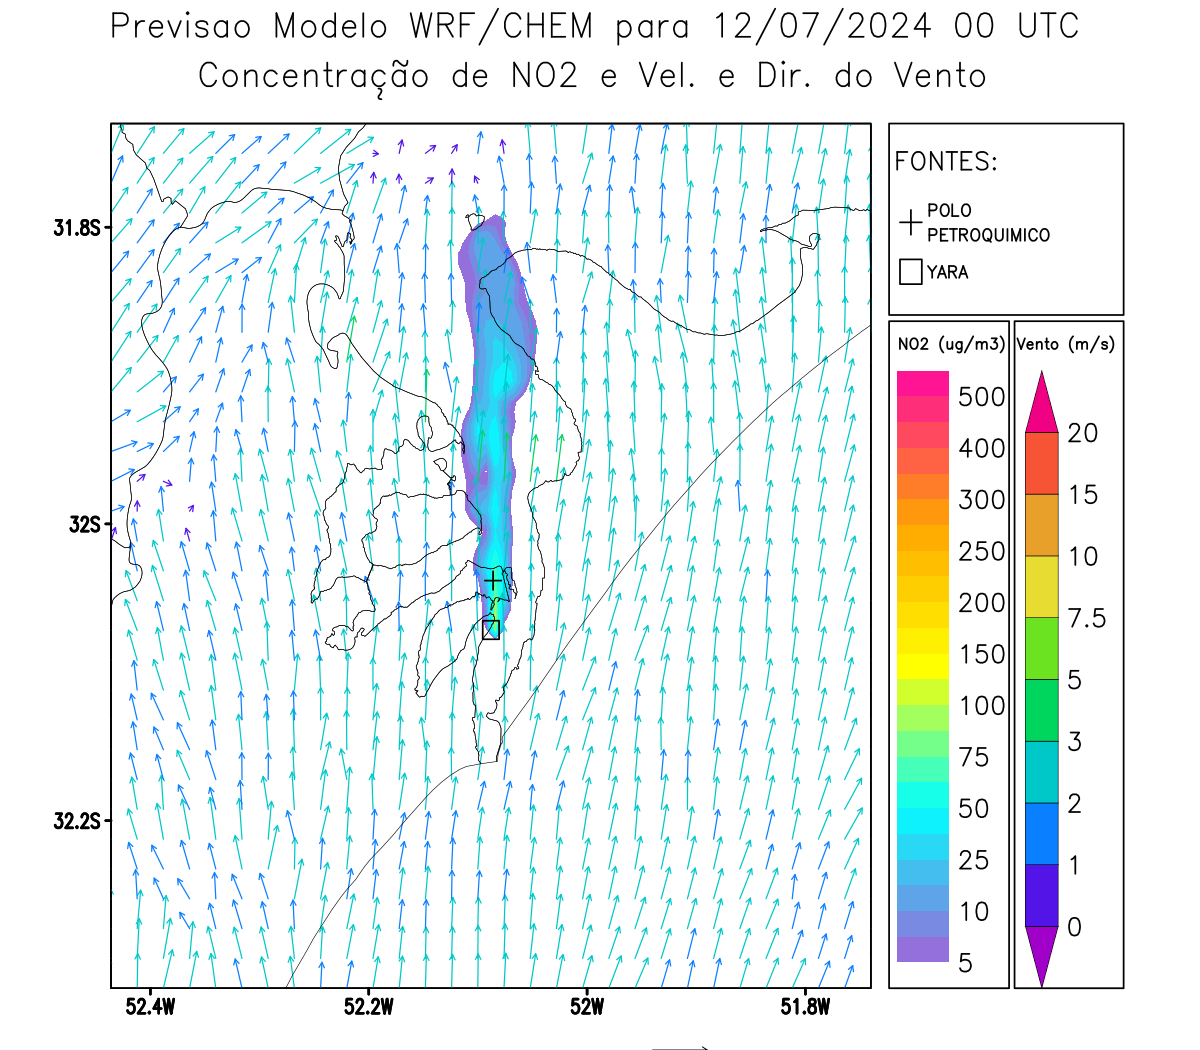 Previsao Modelo WRF/CHEM para 12/07/2024 00 UTC
Concentração de NO2 e Vel. e Dir. do Vento
FONTES:
POLO
PETROQUIMICO
YARA
NO2 (ug/m3)
500
400
300
250
200
150
100
75
50
25
10
5
Vento (m/s)
20
15
10
7.5
5
3
2
1
0
31.8S
32S
32.2S
52.4W
52.2W
52W
51.8W